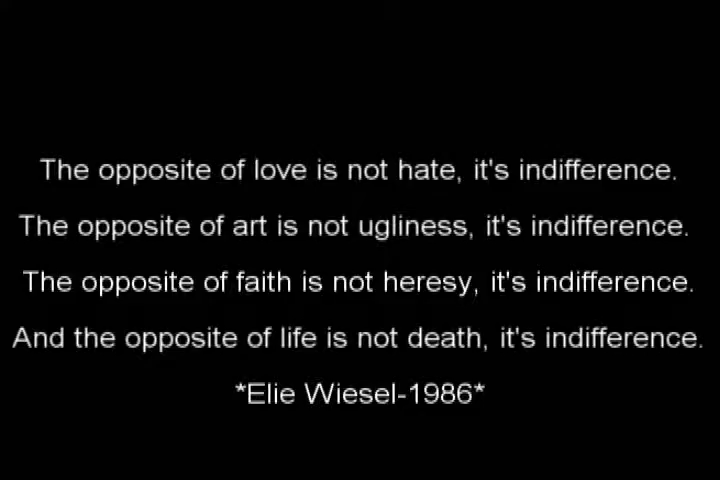 The opposite of love is not hate, it's indifference.
The opposite of art is not ugliness, it's indifference.
The opposite of faith is not heresy, it's indifference.
And the opposite of life is not death, it's indifference.
*Elie Wiesel-1986*